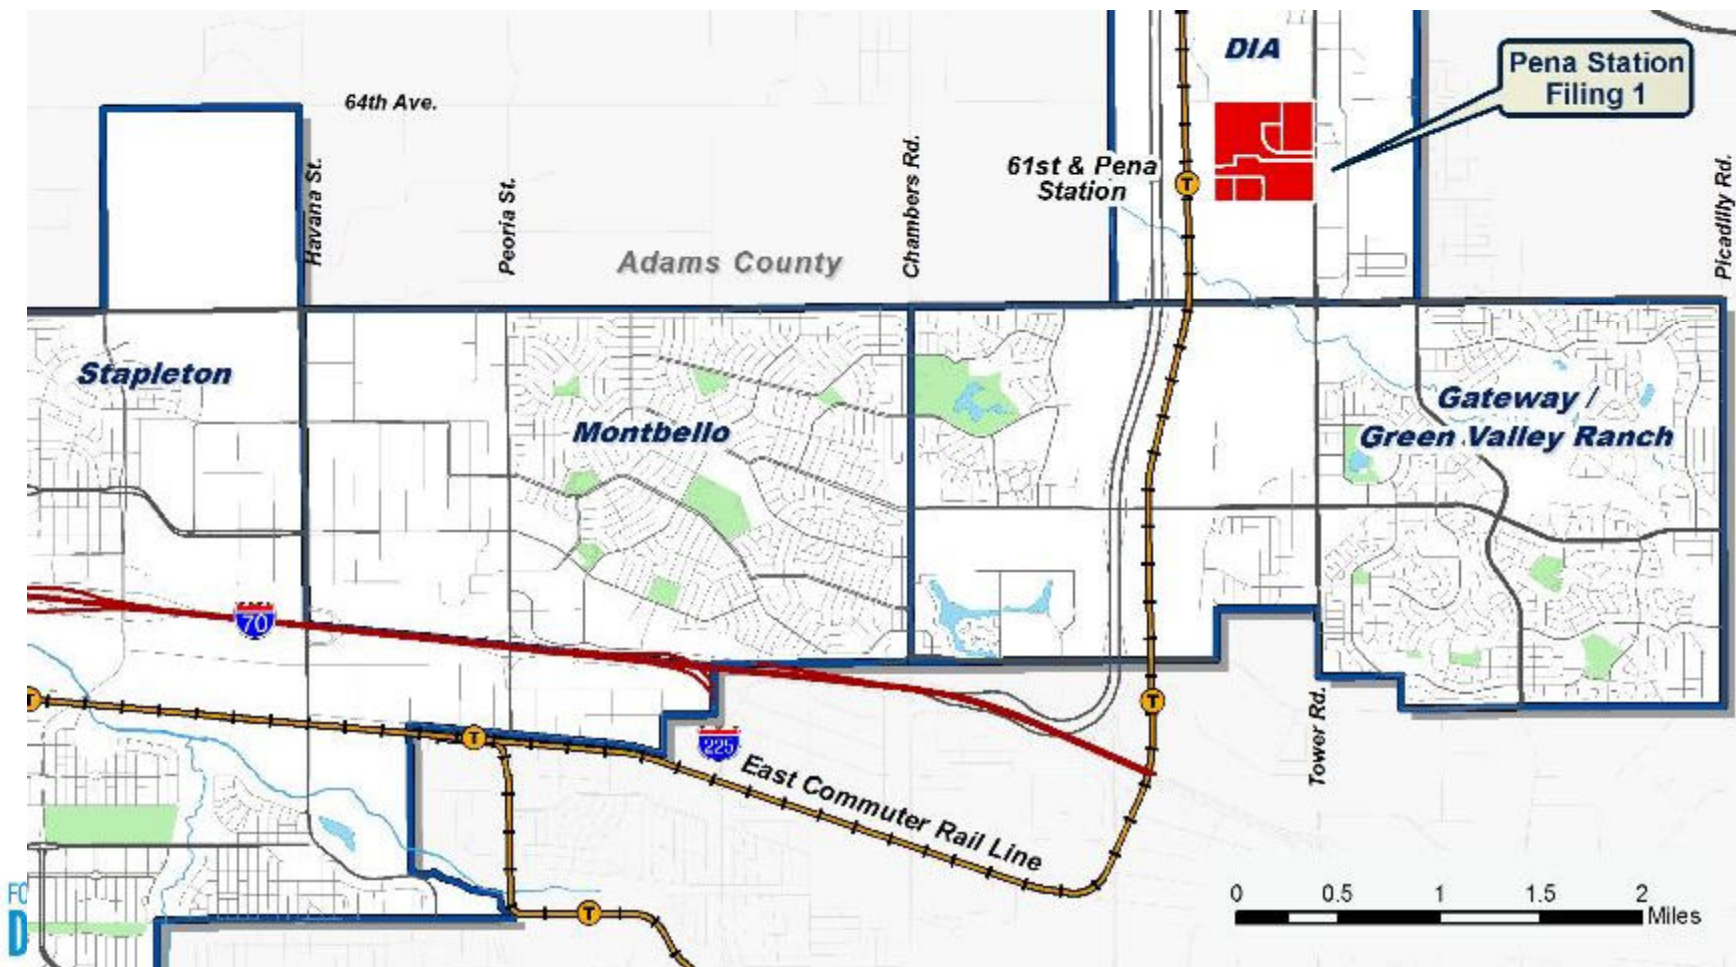 DIA
Pena Station
Filing 1
64th Ave.
61st & Pena
Station
Havana St.
Peoria St.
Chambers Rd.
Picadilly Rd.
Adams County
Stapleton
Montbello
Gateway /
Green Valley Ranch
70
225
East Commuter Rail Line
Tower Rd.
T
T
T
T
T
0 0.5 1 1.5 2
Miles
FO
D